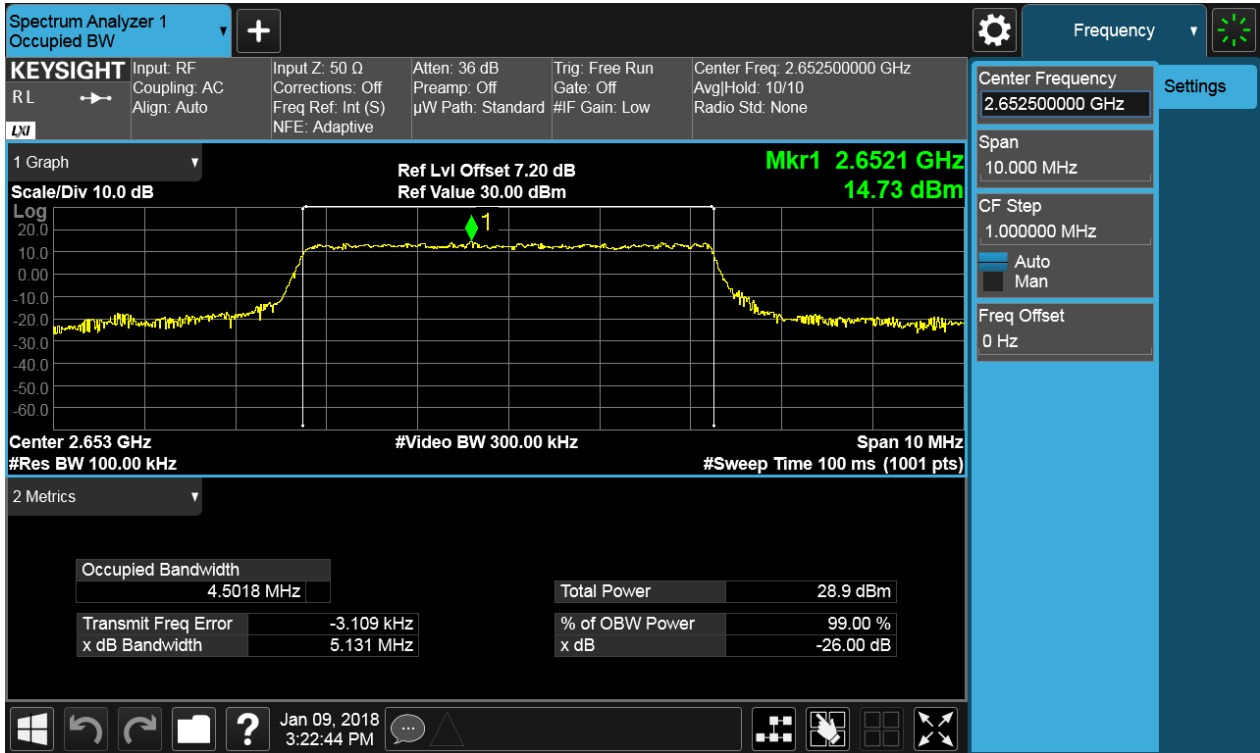 Spectrum Analyzer 1
Occupied BW
+
Frequency
KEYSIGHT
RL
LXI
Input: RF
Coupling: AC
Align: Auto
Input Z: 50 Ω
Corrections: Off
Freq Ref: Int (S)
NFE: Adaptive
Atten: 36 dB
Preamp: Off
µW Path: Standard
Trig: Free Run
Gate: Off
#IF Gain: Low
Center Freq: 2.652500000 GHz
Avg|Hold: 10/10
Radio Std: None
Center Frequency
2.652500000 GHz
Settings
Span
10.000 MHz
CF Step
1.000000 MHz
Auto
Man
Freq Offset
0 Hz
1 Graph
Scale/Div 10.0 dB
Ref Lvl Offset 7.20 dB
Ref Value 30.00 dBm
Mkr1 2.6521 GHz
14.73 dBm
Log
1
20.0
10.0
0.00
-10.0
-20.0
-30.0
-40.0
-50.0
-60.0
Center 2.653 GHz
#Video BW 300.00 kHz
Span 10 MHz
#Res BW 100.00 kHz
#Sweep Time 100 ms (1001 pts)
2 Metrics
Occupied Bandwidth
4.5018 MHz
Total Power 28.9 dBm
Transmit Freq Error -3.109 kHz
% of OBW Power 99.00 %
x dB Bandwidth 5.131 MHz
x dB -26.00 dB
?
Jan 09, 2018
3:22:44 PM